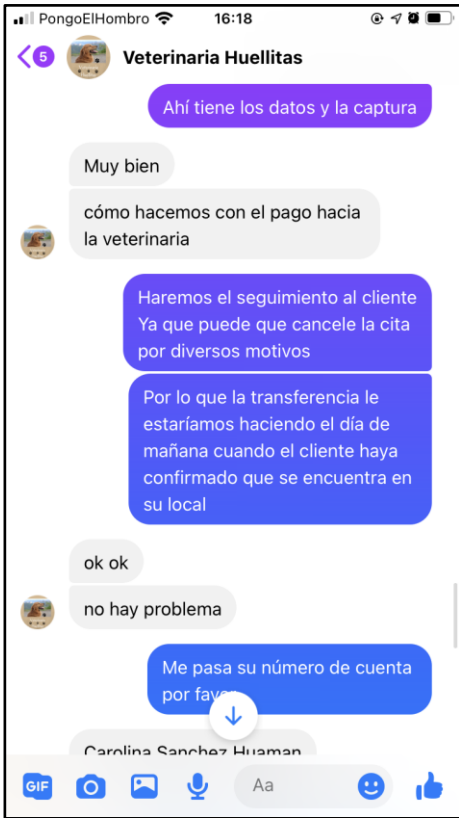 PongoElHombro 16:18
5 Veterinaria Huellitas
Ahí tiene los datos y la captura
Muy bien
cómo hacemos con el pago hacia
la veterinaria
Haremos el seguimiento al cliente
Ya que puede que cancele la cita
por diversos motivos
Por lo que la transferencia le
estaríamos haciendo el día de
mañana cuando el cliente haya
confirmado que se encuentra en
su local
ok ok
no hay problema
Me pasa su número de cuenta
por favor
Carolina Sanchez Huaman
GIF Aa